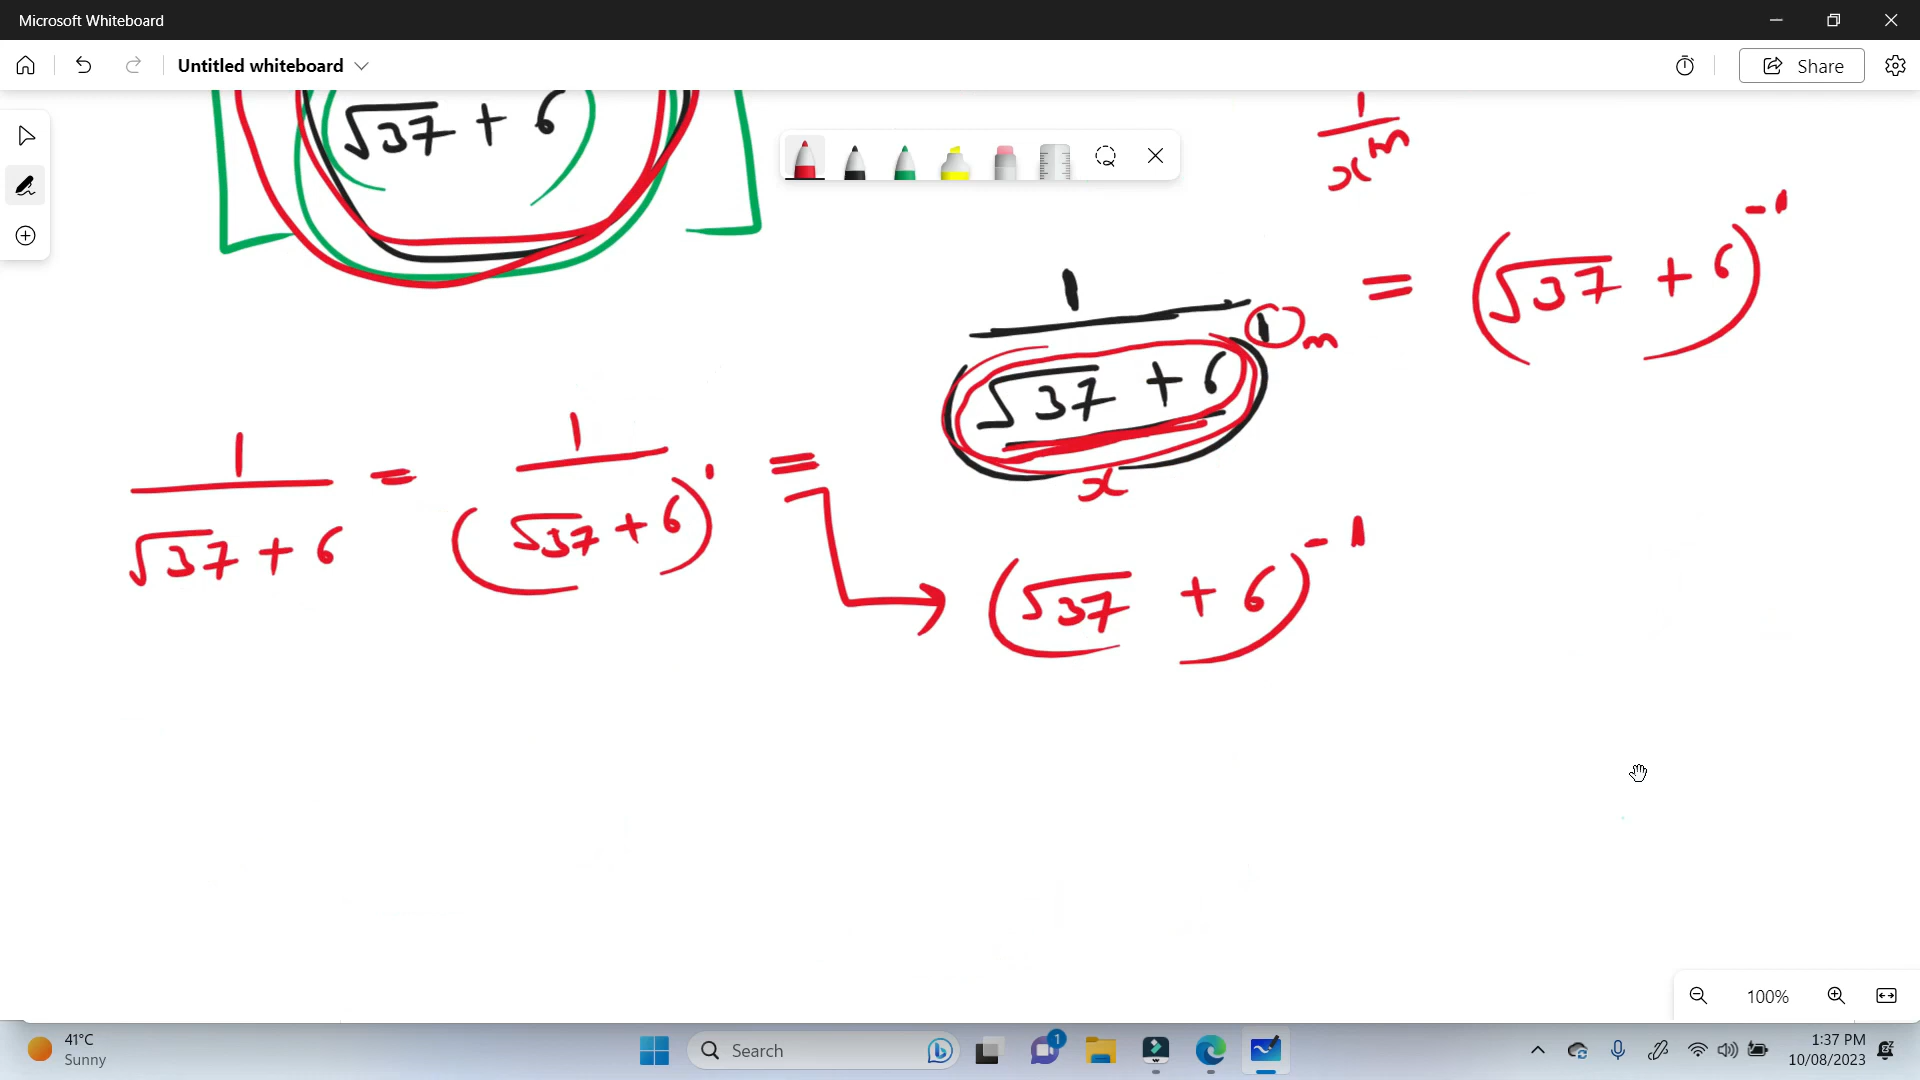 Microsoft Whiteboard
Untitled whiteboard
Share
√37 + 6
1
x^m
1
(√37 + 6)^1 m = (√37 + 6)^-1
x
1/(√37 + 6) = 1/(√37 + 6)^1 =
(√37 + 6)^-1
100%
41°C
Sunny
Search
1
1:37 PM
10/08/2023